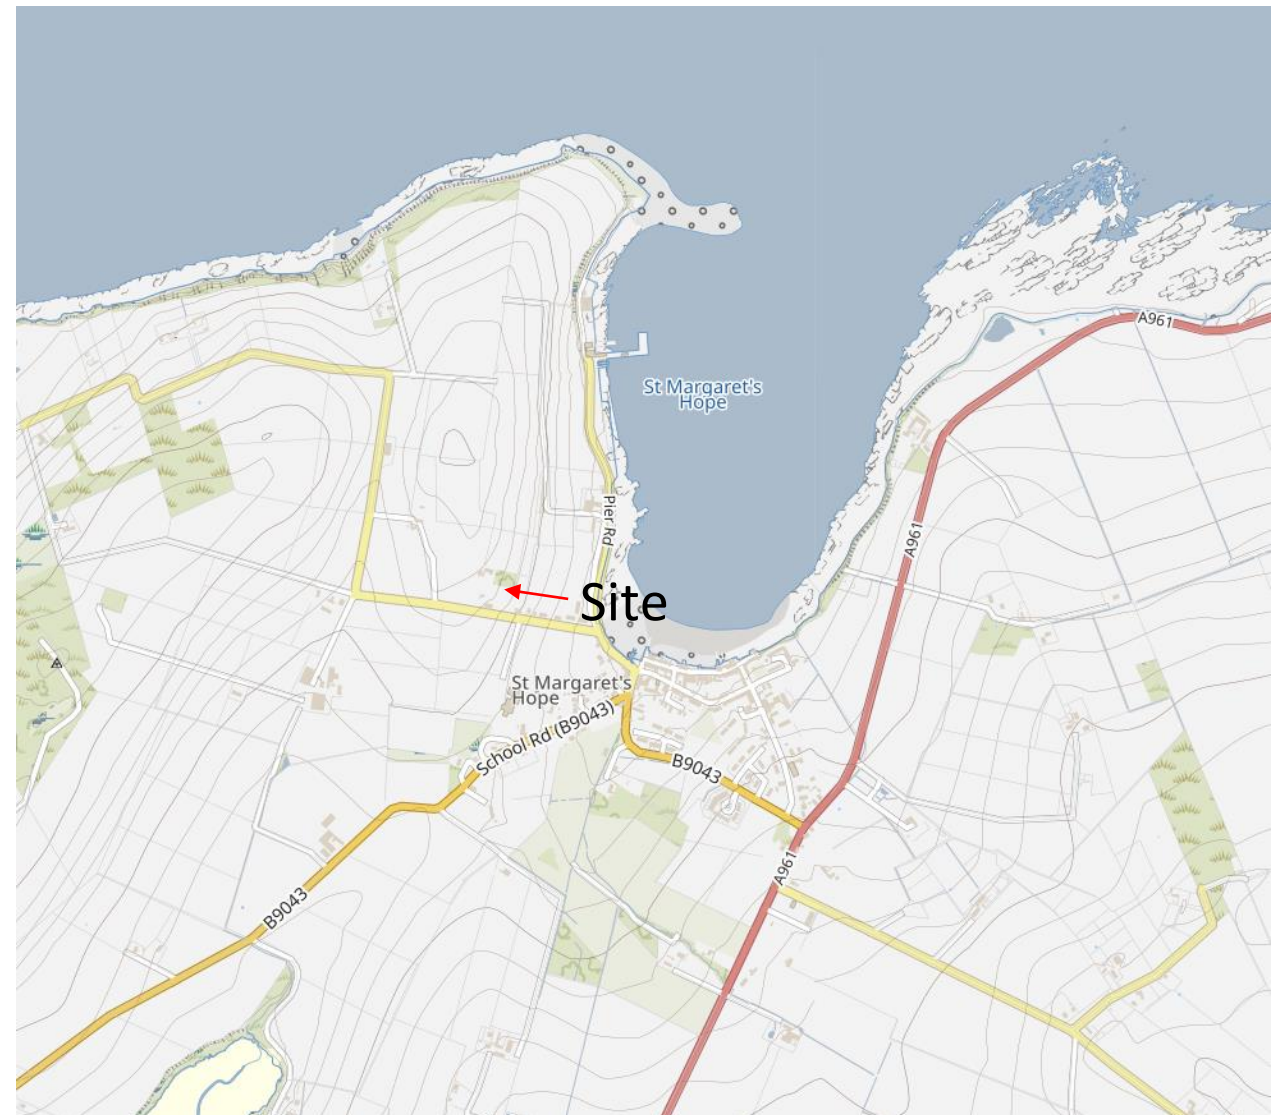 A961
St Margaret's
Hope
Pier Rd
A961
Site
St Margaret's
Hope
School Rd (B9043)
B9043
A961
B9043